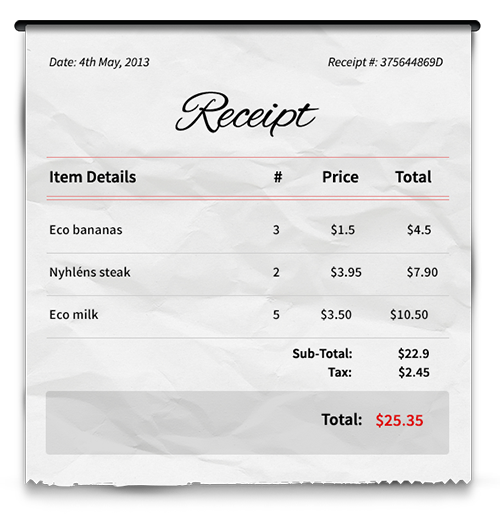 Date: 4th May, 2013 Receipt #: 375644869D
Receipt
Item Details # Price Total
Eco bananas 3 $1.5 $4.5
Nyhléns steak 2 $3.95 $7.90
Eco milk 5 $3.50 $10.50
Sub-Total: $22.9
Tax: $2.45
Total: $25.35